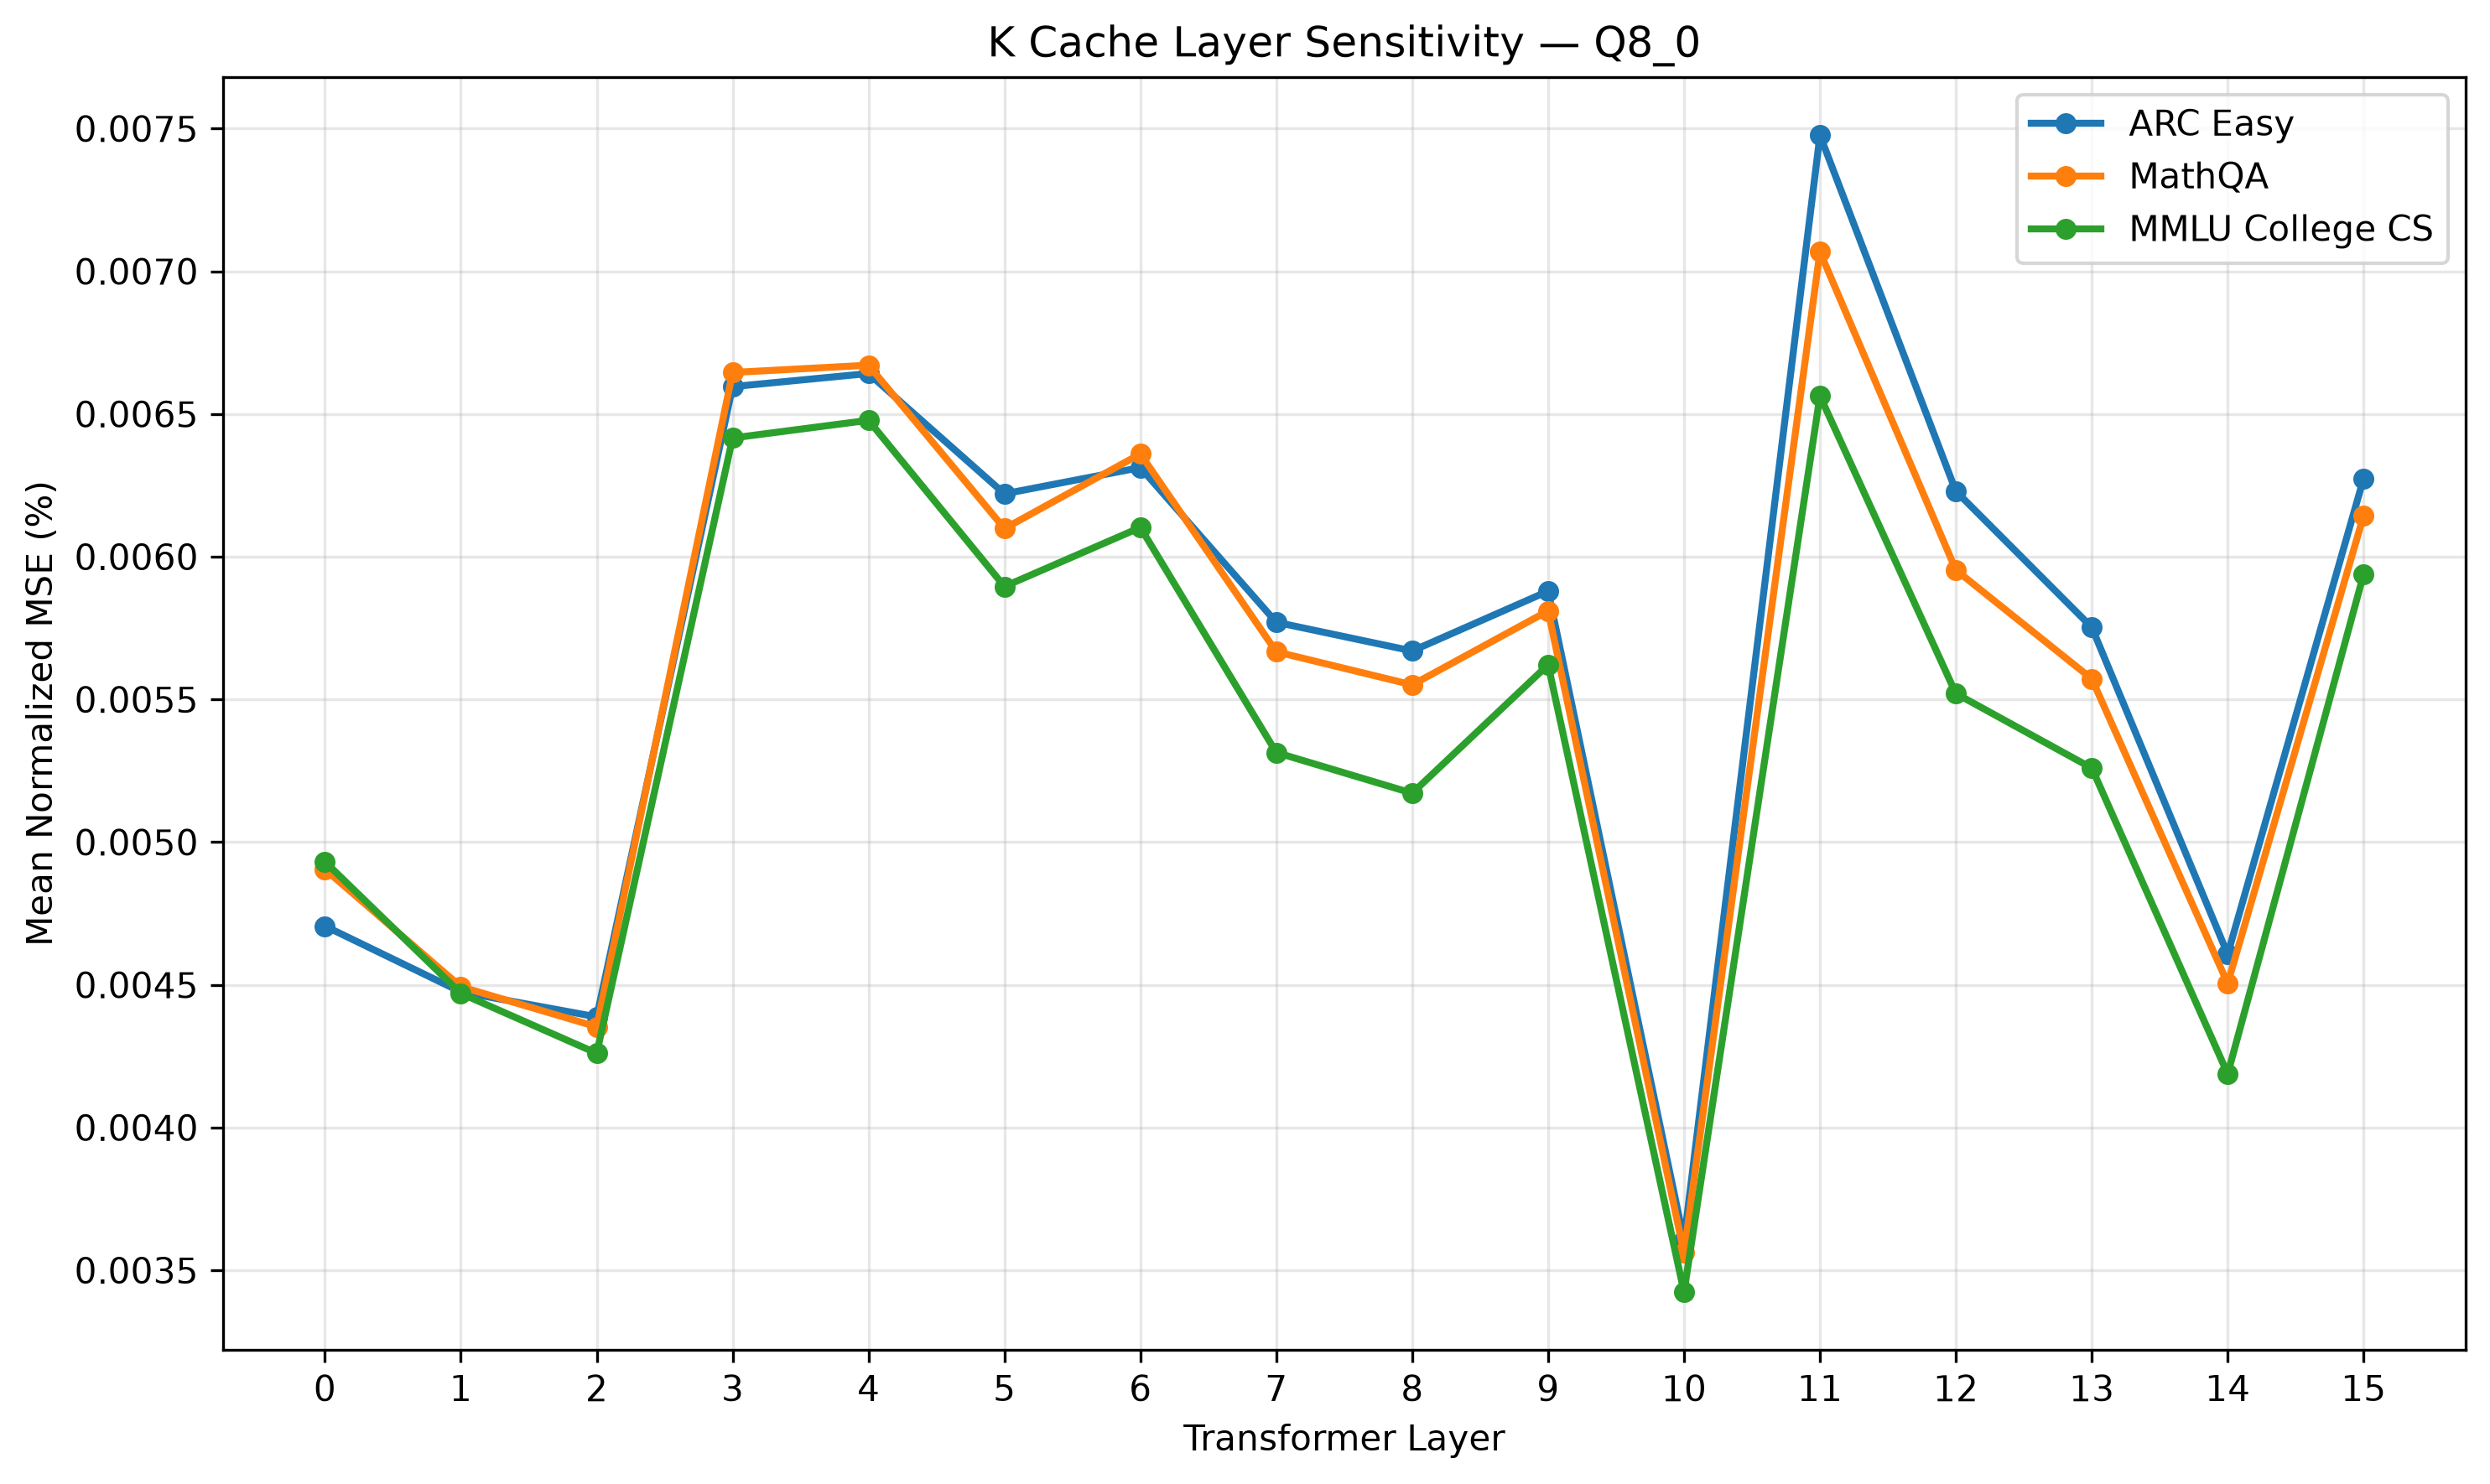 K Cache Layer Sensitivity — Q8_0
ARC Easy
MathQA
MMLU College CS
Mean Normalized MSE (%)
0.0075
0.0070
0.0065
0.0060
0.0055
0.0050
0.0045
0.0040
0.0035
0 1 2 3 4 5 6 7 8 9 10 11 12 13 14 15
Transformer Layer